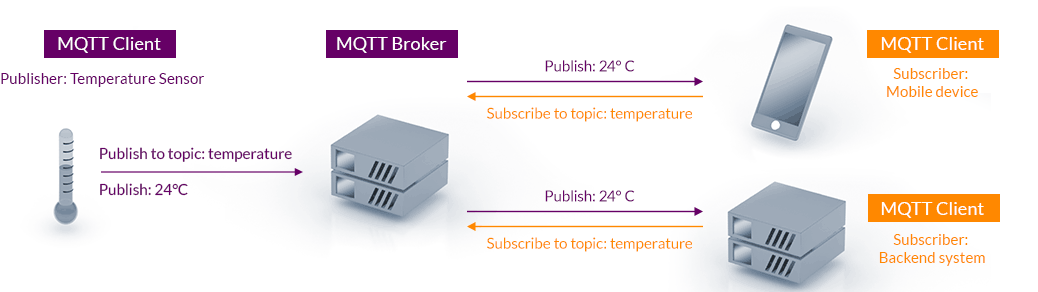 MQTT Client
Publisher: Temperature Sensor
Publish to topic: temperature
Publish: 24°C
MQTT Broker
Publish: 24° C
Subscribe to topic: temperature
MQTT Client
Subscriber:
Mobile device
Publish: 24° C
Subscribe to topic: temperature
MQTT Client
Subscriber:
Backend system